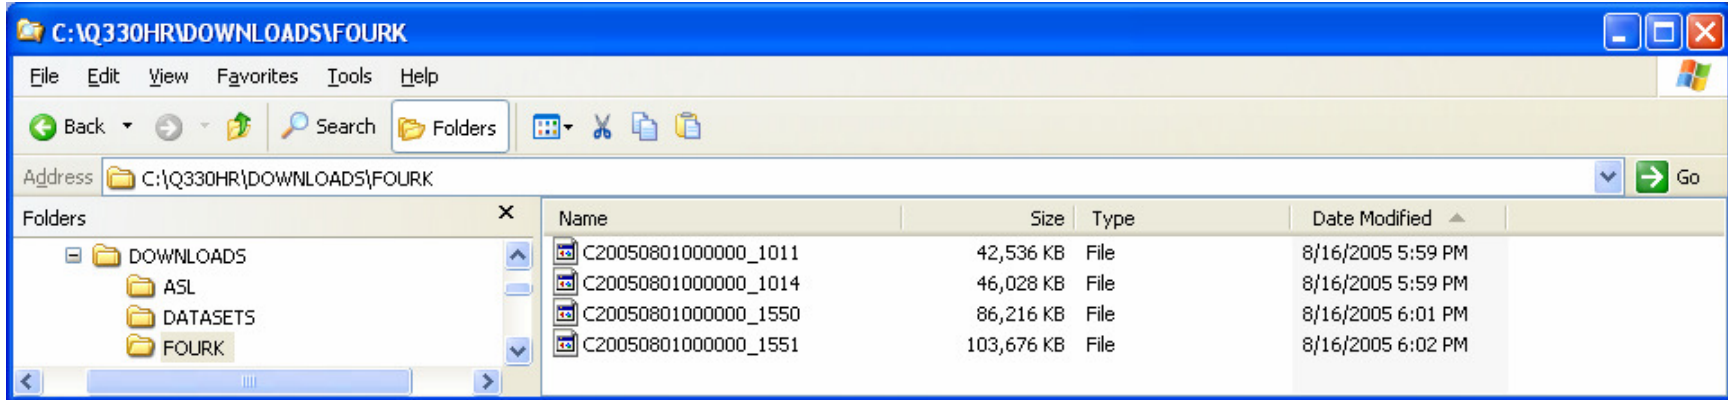 C:\Q330HR\DOWNLOADS\FOURK
File Edit View Favorites Tools Help
Back Search Folders
Address C:\Q330HR\DOWNLOADS\FOURK Go
Folders x Name Size Type Date Modified
DOWNLOADS C20050801000000_1011 42,536 KB File 8/16/2005 5:59 PM
ASL C20050801000000_1014 46,028 KB File 8/16/2005 5:59 PM
DATASETS C20050801000000_1550 86,216 KB File 8/16/2005 6:01 PM
FOURK C20050801000000_1551 103,676 KB File 8/16/2005 6:02 PM